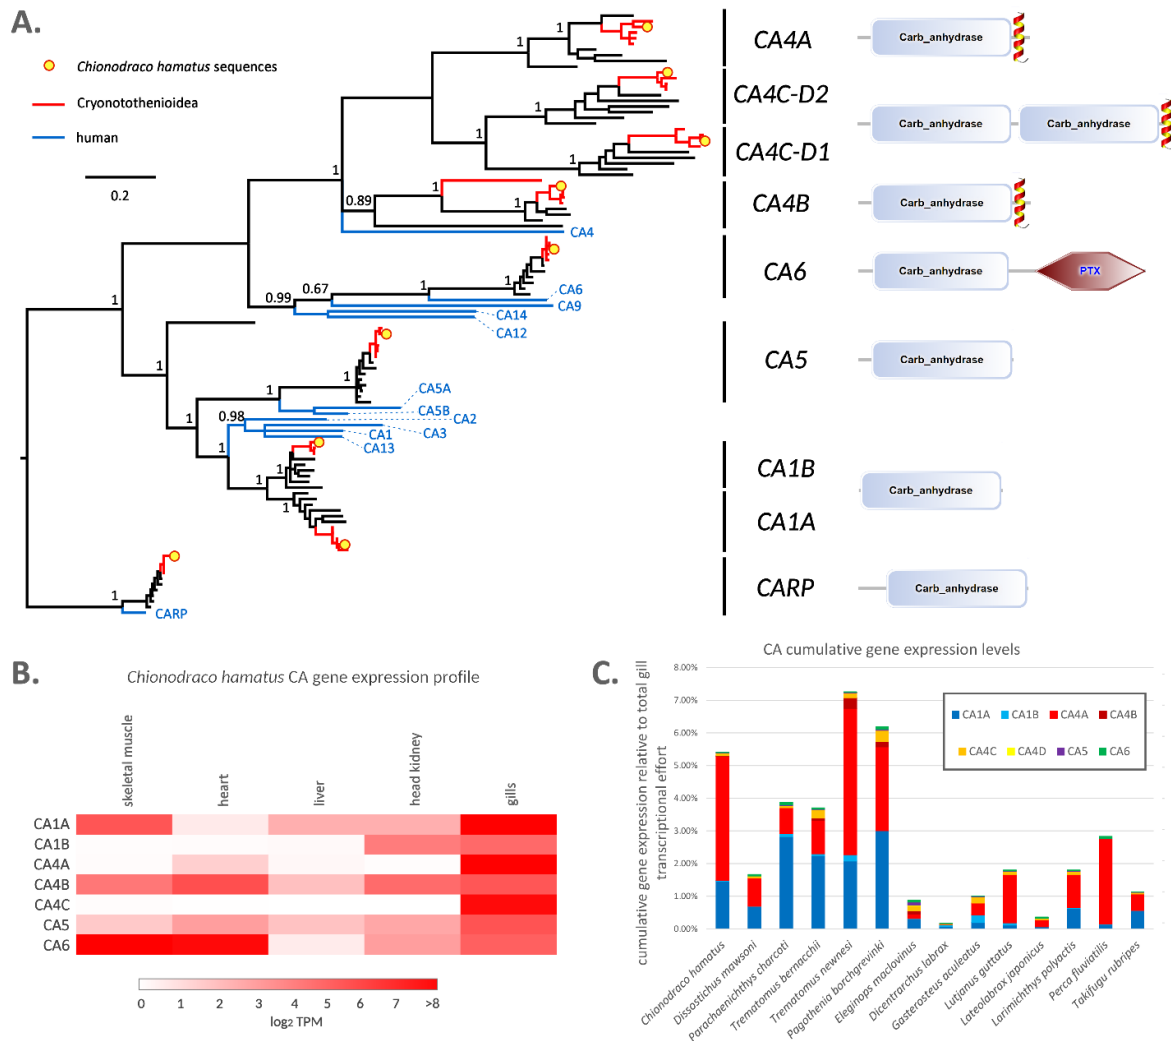 A.
Chionodraco hamatus sequences
Cryonotothenioidea
human
0.2
1
1
1
1
1
1
0.89
1
1
CA4
1
0.99
0.67
1
CA6
CA9
CA14
CA12
1
1
1
CA5A
CA5B
0.98
CA2
CA3
CA1
CA13
1
1
1
1
1
CARP
CA4A
Carb_anhydrase
CA4C-D2
Carb_anhydrase
Carb_anhydrase
CA4C-D1
CA4B
Carb_anhydrase
CA6
Carb_anhydrase
PTX
CA5
Carb_anhydrase
CA1B
Carb_anhydrase
CA1A
CARP
Carb_anhydrase
B.
Chionodraco hamatus CA gene expression profile
skeletal muscle
heart
liver
head kidney
gills
CA1A
CA1B
CA4A
CA4B
CA4C
CA5
CA6
0 1 2 3 4 5 6 7 >8
log2 TPM
C.
CA cumulative gene expression levels
cumulative gene expression relative to total gill
transcriptional effort
8.00%
7.00%
6.00%
5.00%
4.00%
3.00%
2.00%
1.00%
0.00%
CA1A CA1B CA4A CA4B
CA4C CA4D CA5 CA6
Chionodraco hamatus
Dissostichus mawsoni
Parachaenichthys charcoti
Trematomus bernacchii
Trematomus newnesi
Pagothenia borchgrevinki
Eleginops maclovinus
Dicentrarchus labrax
Gasterosteus aculeatus
Lutjanus guttatus
Lateolabrax japonicus
Larimichthys polyactis
Perca fluviatilis
Takifugu rubripes